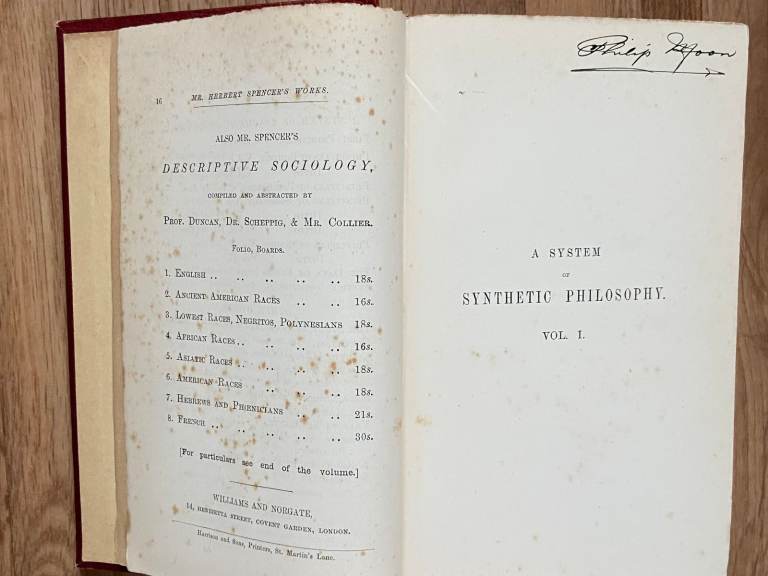 16 MR. HERBERT SPENCER'S WORKS.
ALSO MR. SPENCER'S
DESCRIPTIVE SOCIOLOGY,
COMPILED AND ABSTRACTED BY
PROF. DUNCAN, DR. SCHEPPIG, & MR. COLLIER.
FOLIO, BOARDS.
1. ENGLISH .. .. .. .. .. 18s.
2. ANCIENT AMERICAN RACES .. .. 16s.
3. LOWEST RACES, NEGRITOS, POLYNESIANS 18s.
4. AFRICAN RACES .. .. .. .. 16s.
5. ASIATIC RACES .. .. .. .. 18s.
6. AMERICAN RACES .. .. .. 18s.
7. HEBREWS AND PHŒNICIANS .. .. 21s.
8. FRENCH .. .. .. .. .. 30s.
[For particulars see end of the volume.]
WILLIAMS AND NORGATE,
14, HENRIETTA STREET, COVENT GARDEN, LONDON.
Harrison and Sons, Printers, St. Martin's Lane.
Philip Moon
A SYSTEM
OF
SYNTHETIC PHILOSOPHY.
VOL. I.